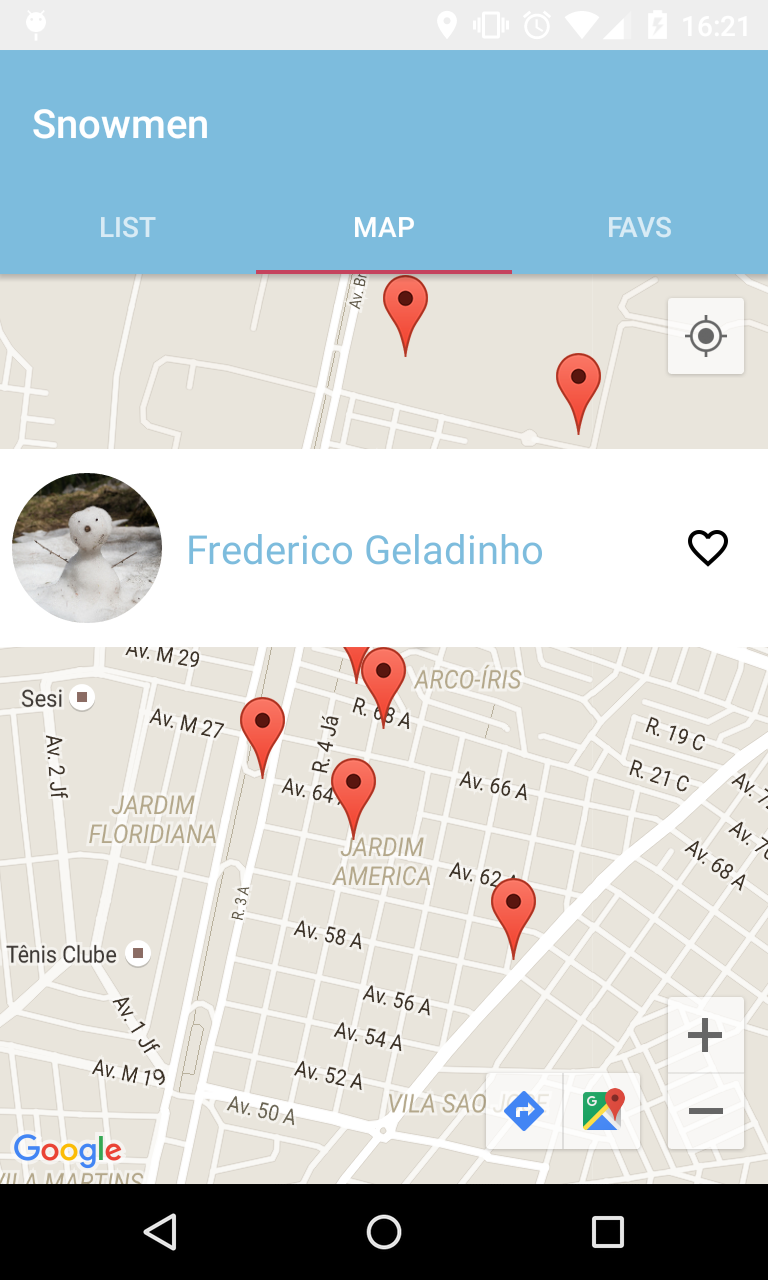 16:21
Snowmen
LIST MAP FAVS
Av. Br
Frederico Geladinho
Av. M 29
Sesi
ARCO-ÍRIS
R. 68 A
Av. M 27
R. 4 Já
R. 19 C
Av. 2 Jf
R. 21 C
Av. 64
Av. 66 A
Av. 7
JARDIM
FLORIDIANA
Av. 70
JARDIM
AMERICA
Av. 62 A
Av. 68 A
R. 3 A
Av. 58 A
Tênis Clube
Av. 56 A
Av. 1 Jf
Av. 54 A
Av. M 19
Av. 52 A
Av. 50 A
VILA SAO JOSE
G
Google
VILA MARTINS